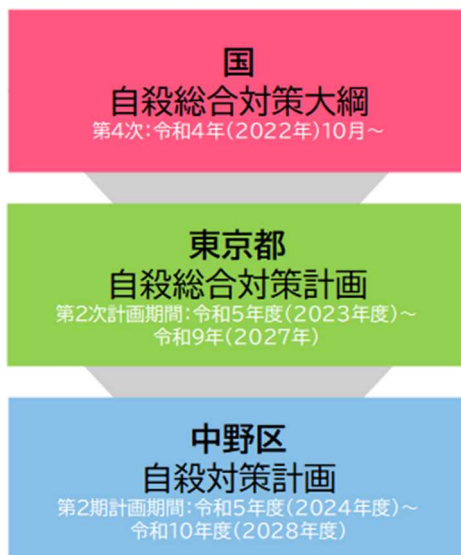 国
自殺総合対策大綱
第4次：令和4年(2022年)10月～
東京都
自殺総合対策計画
第2次計画期間：令和5年度(2023年度)～
令和9年(2027年)
中野区
自殺対策計画
第2期計画期間：令和5年度(2024年度)～
令和10年度(2028年度)